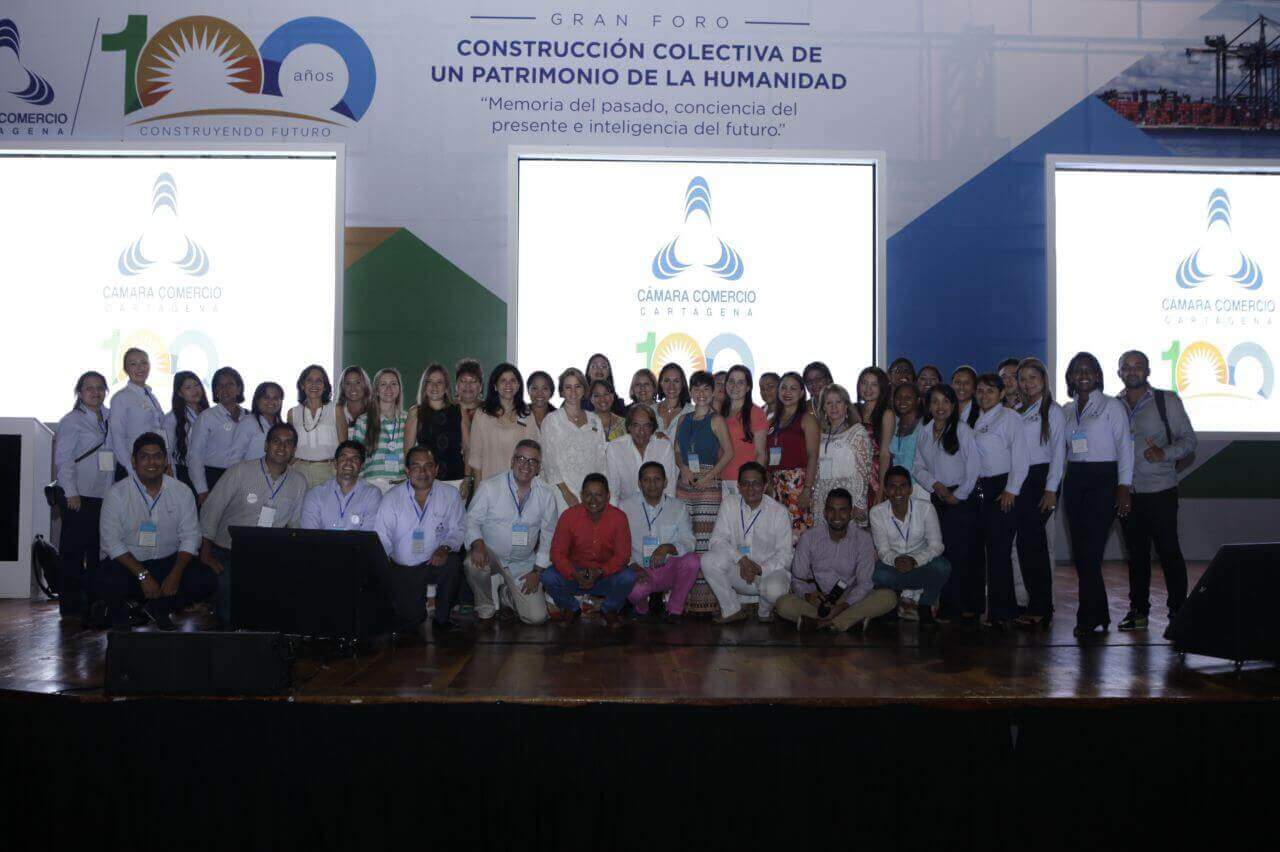 GRAN FORO
CONSTRUCCIÓN COLECTIVA DE
UN PATRIMONIO DE LA HUMANIDAD
“Memoria del pasado, conciencia del
presente e inteligencia del futuro.”
COMERCIO
100
años
CONSTRUYENDO FUTURO
CÁMARA COMERCIO
CARTAGENA
100
CÁMARA COMERCIO
CARTAGENA
100
CÁMARA COMERCIO
CARTAGENA
100